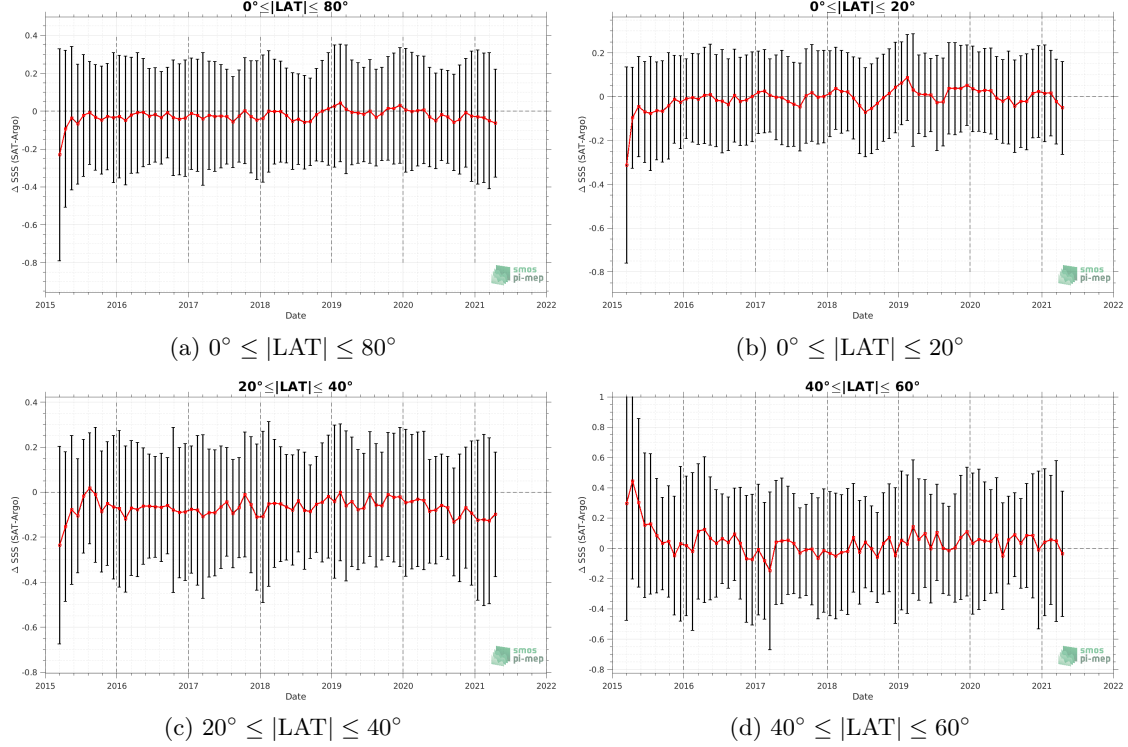 0°≤|LAT|≤ 80°
0.4
0.2
0
-0.2
-0.4
-0.6
-0.8
Δ SSS (SAT-Argo)
2015 2016 2017 2018 2019 2020 2021 2022
Date
smos
pi-mep
(a) 0° ≤ |LAT| ≤ 80°
0°≤|LAT|≤ 20°
0.2
0
-0.2
-0.4
-0.6
-0.8
Δ SSS (SAT-Argo)
2015 2016 2017 2018 2019 2020 2021 2022
Date
smos
pi-mep
(b) 0° ≤ |LAT| ≤ 20°
20°≤|LAT|≤ 40°
0.4
0.2
0
-0.2
-0.4
-0.6
-0.8
Δ SSS (SAT-Argo)
2015 2016 2017 2018 2019 2020 2021 2022
Date
smos
pi-mep
(c) 20° ≤ |LAT| ≤ 40°
40°≤|LAT|≤ 60°
1
0.8
0.6
0.4
0.2
0
-0.2
-0.4
-0.6
-0.8
Δ SSS (SAT-Argo)
2015 2016 2017 2018 2019 2020 2021 2022
Date
smos
pi-mep
(d) 40° ≤ |LAT| ≤ 60°